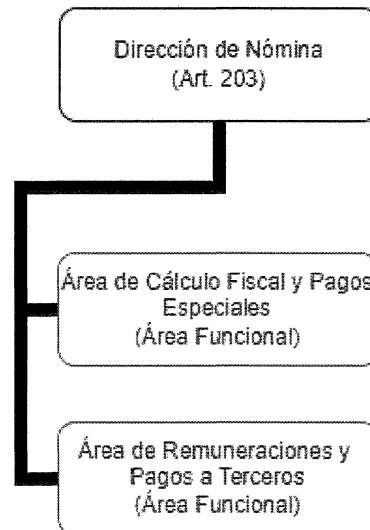 Dirección de Nómina
(Art. 203)
Área de Cálculo Fiscal y Pagos
Especiales
(Área Funcional)
Área de Remuneraciones y
Pagos a Terceros
(Área Funcional)